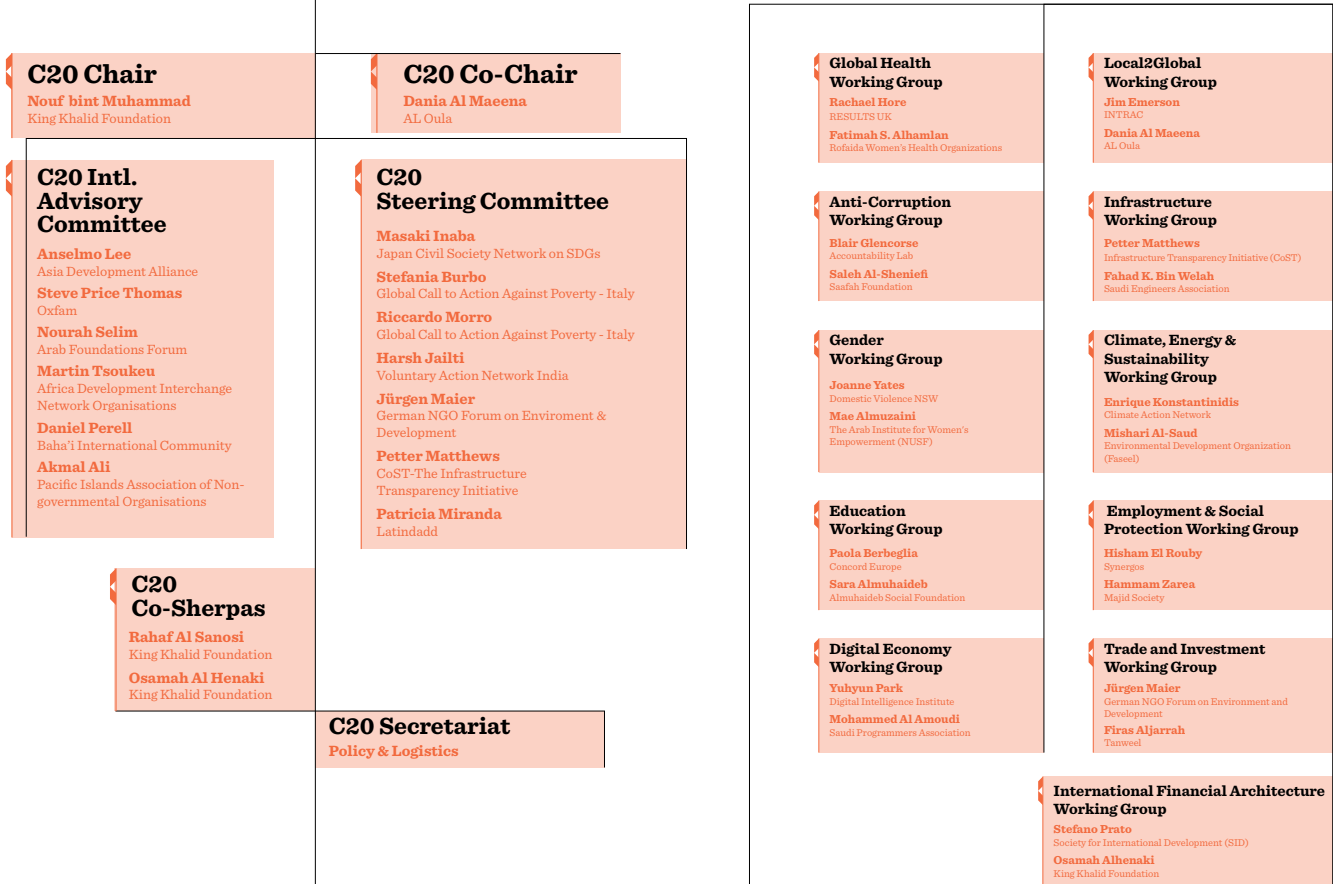 C20 Chair
Nouf bint Muhammad
King Khalid Foundation
C20 Co-Chair
Dania Al Maeena
AL Oula
C20 Intl.
Advisory
Committee
Anselmo Lee
Asia Development Alliance
Steve Price Thomas
Oxfam
Nourah Selim
Arab Foundations Forum
Martin Tsoukeu
Africa Development Interchange
Network Organisations
Daniel Perell
Baha'i International Community
Akmal Ali
Pacific Islands Association of Non-
governmental Organisations
C20
Steering Committee
Masaki Inaba
Japan Civil Society Network on SDGs
Stefania Burbo
Global Call to Action Against Poverty - Italy
Riccardo Morro
Global Call to Action Against Poverty - Italy
Harsh Jailti
Voluntary Action Network India
Jürgen Maier
German NGO Forum on Enviroment &
Development
Petter Matthews
CoST-The Infrastructure
Transparency Initiative
Patricia Miranda
Latindadd
C20
Co-Sherpas
Rahaf Al Sanosi
King Khalid Foundation
Osamah Al Henaki
King Khalid Foundation
C20 Secretariat
Policy & Logistics
Global Health
Working Group
Rachael Hore
RESULTS UK
Fatimah S. Alhamlan
Rofaida Women's Health Organizations
Local2Global
Working Group
Jim Emerson
INTRAC
Dania Al Maeena
AL Oula
Anti-Corruption
Working Group
Blair Glencorse
Accountability Lab
Saleh Al-Sheniefi
Saafah Foundation
Infrastructure
Working Group
Petter Matthews
Infrastructure Transparency Initiative (CoST)
Fahad K. Bin Welah
Saudi Engineers Association
Gender
Working Group
Joanne Yates
Domestic Violence NSW
Mae Almuzaini
The Arab Institute for Women's
Empowerment (NUSF)
Climate, Energy &
Sustainability
Working Group
Enrique Konstantinidis
Climate Action Network
Mishari Al-Saud
Environmental Development Organization
(Faseel)
Education
Working Group
Paola Berbeglia
Concord Europe
Sara Almuhaideb
Almuhaideb Social Foundation
Employment & Social
Protection Working Group
Hisham El Rouby
Synergos
Hammam Zarea
Majid Society
Digital Economy
Working Group
Yuhyun Park
Digital Intelligence Institute
Mohammed Al Amoudi
Saudi Programmers Association
Trade and Investment
Working Group
Jürgen Maier
German NGO Forum on Environment and
Development
Firas Aljarrah
Tanweel
International Financial Architecture
Working Group
Stefano Prato
Society for International Development (SID)
Osamah Alhenaki
King Khalid Foundation